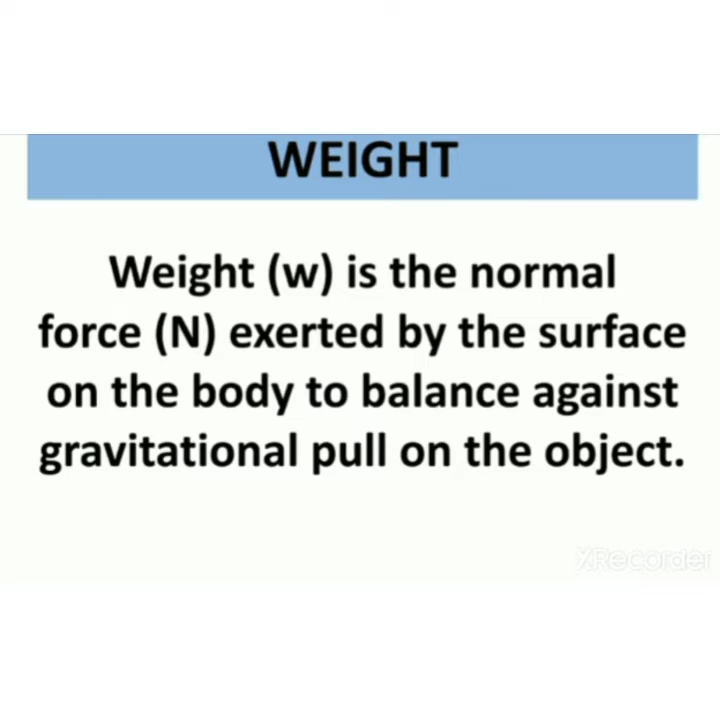 WEIGHT
Weight (w) is the normal
force (N) exerted by the surface
on the body to balance against
gravitational pull on the object.
XRecorder